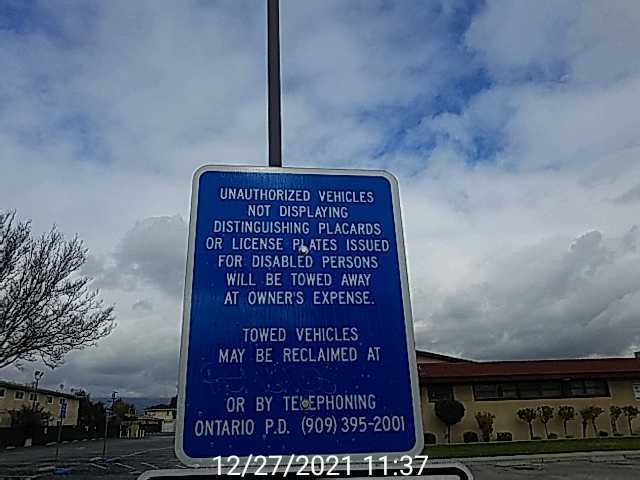 UNAUTHORIZED VEHICLES
NOT DISPLAYING
DISTINGUISHING PLACARDS
OR LICENSE PLATES ISSUED
FOR DISABLED PERSONS
WILL BE TOWED AWAY
AT OWNER'S EXPENSE.
TOWED VEHICLES
MAY BE RECLAIMED AT
OR BY TELEPHONING
ONTARIO P.D. (909) 395-2001
12/27/2021 11:37